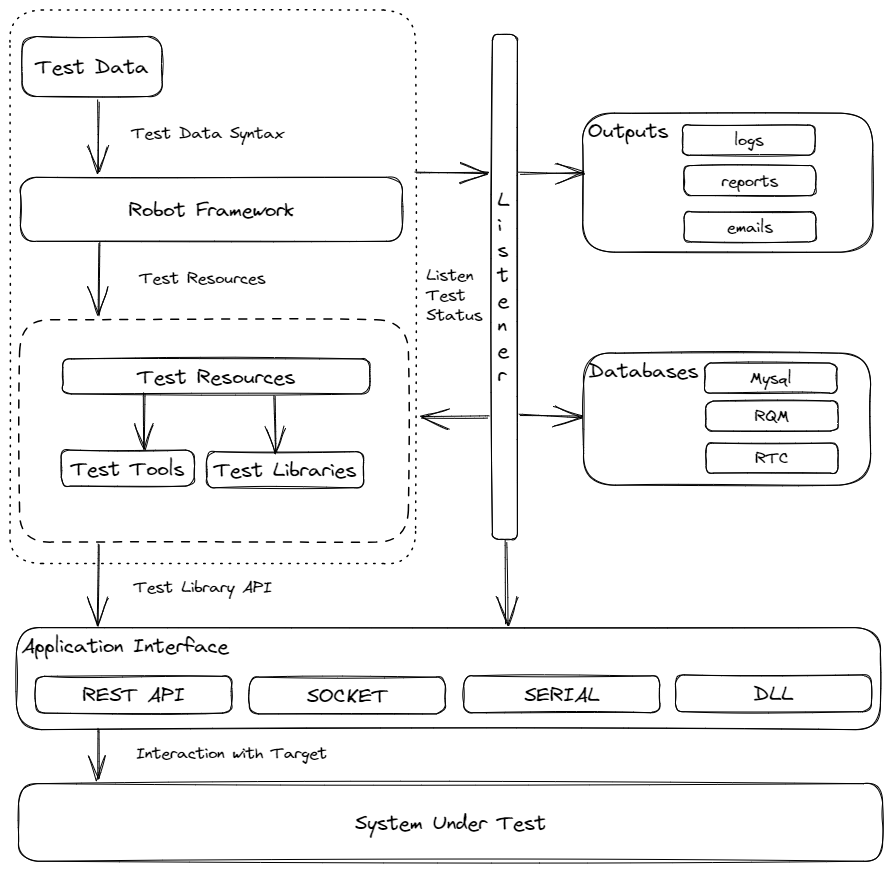 Test Data
Test Data Syntax
Robot Framework
Test Resources
Test Resources
Test Tools
Test Libraries
Listen
Test
Status
Listener
Outputs
logs
reports
emails
Databases
Mysql
RQM
RTC
Test Library API
Application Interface
REST API
SOCKET
SERIAL
DLL
Interaction with Target
System Under Test